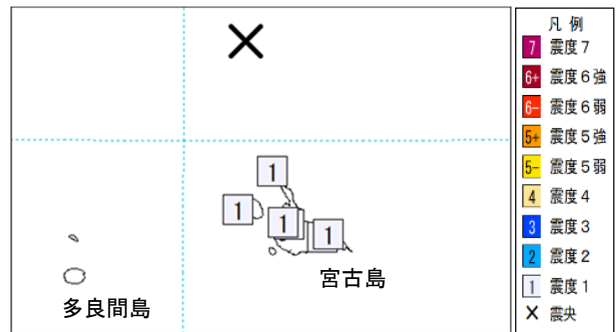 1
1
1
1
宮古島
多良間島
凡例
7 震度7
6+ 震度6強
6- 震度6弱
5+ 震度5強
5- 震度5弱
4 震度4
3 震度3
2 震度2
1 震度1
× 震央